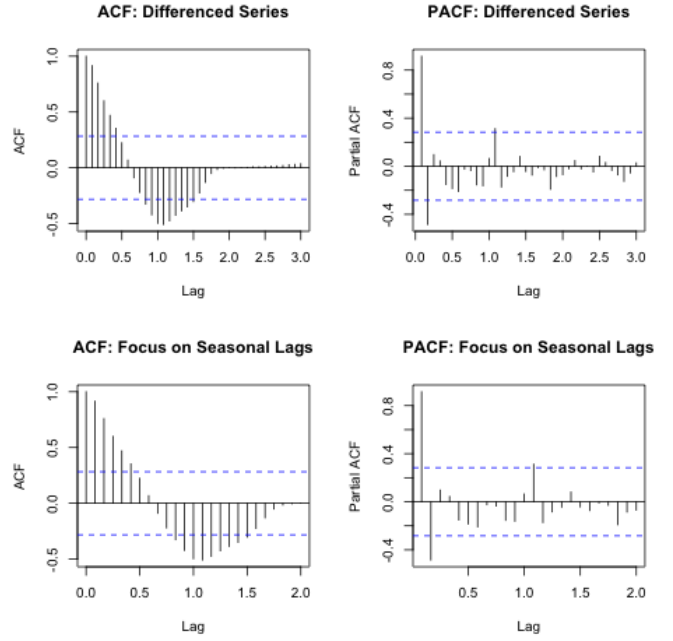 ACF: Differenced Series
PACF: Differenced Series
ACF
1.0
0.5
0.0
-0.5
0.0 0.5 1.0 1.5 2.0 2.5 3.0
Lag
Partial ACF
0.8
0.4
0.0
-0.4
0.0 0.5 1.0 1.5 2.0 2.5 3.0
Lag
ACF: Focus on Seasonal Lags
PACF: Focus on Seasonal Lags
ACF
1.0
0.5
0.0
-0.5
0.0 0.5 1.0 1.5 2.0
Lag
Partial ACF
0.8
0.4
0.0
-0.4
0.5 1.0 1.5 2.0
Lag